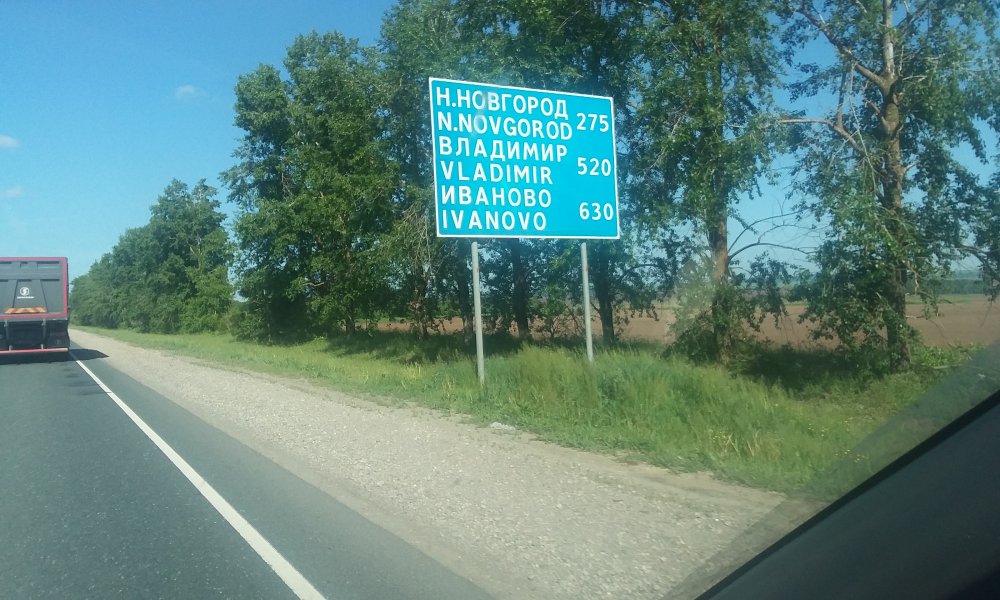 Н.НОВГОРОД 275
N.NOVGOROD
ВЛАДИМИР 520
VLADIMIR
ИВАНОВО 630
IVANOVO